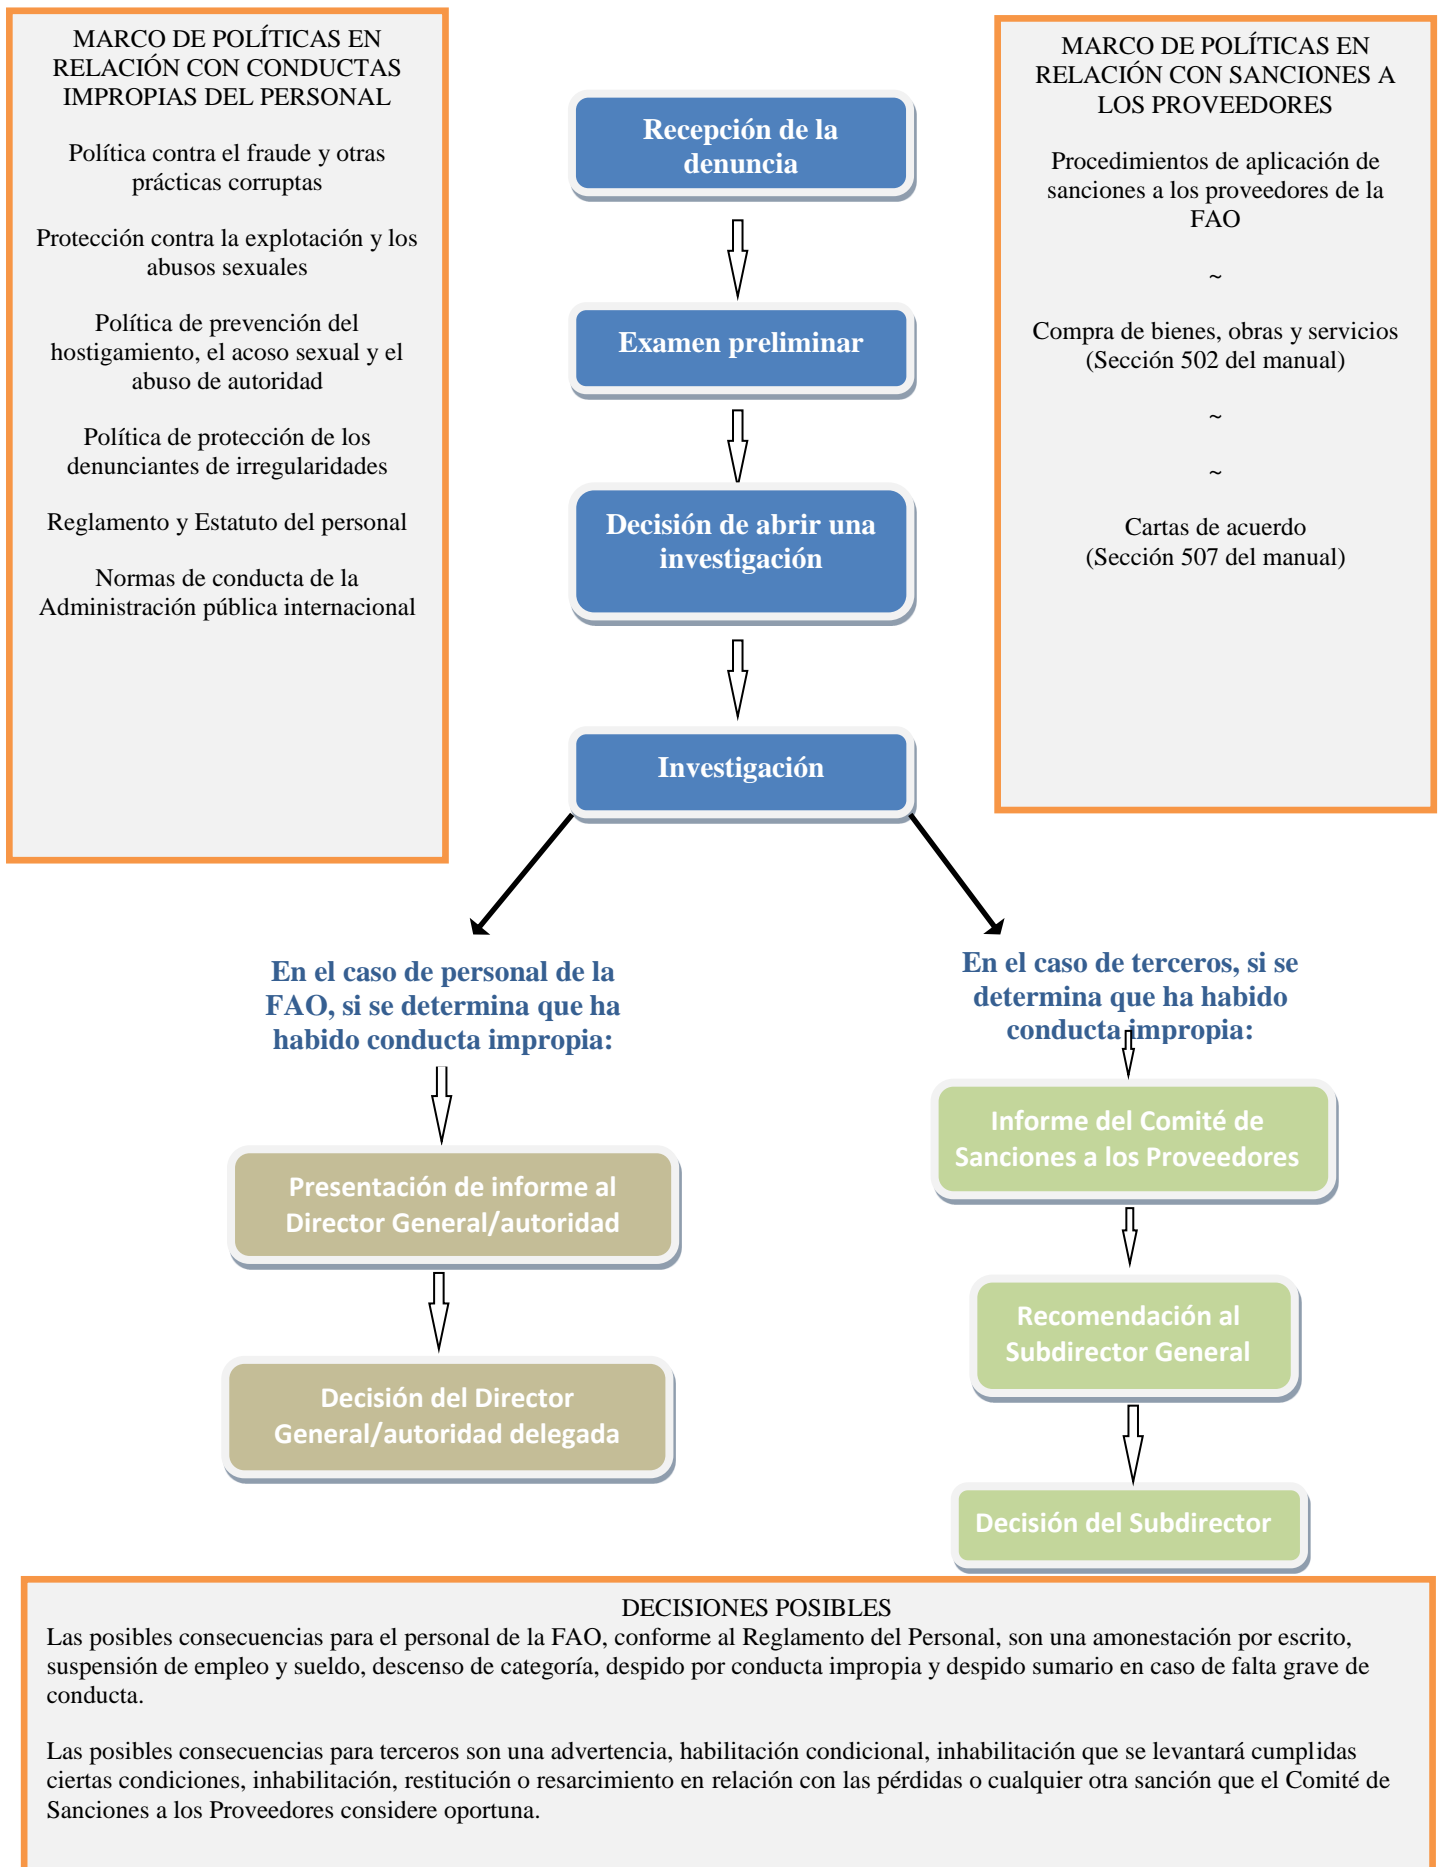 MARCO DE POLÍTICAS EN
RELACIÓN CON CONDUCTAS
IMPROPIAS DEL PERSONAL
Política contra el fraude y otras
prácticas corruptas
Protección contra la explotación y los
abusos sexuales
Política de prevención del
hostigamiento, el acoso sexual y el
abuso de autoridad
Política de protección de los
denunciantes de irregularidades
Reglamento y Estatuto del personal
Normas de conducta de la
Administración pública internacional
MARCO DE POLÍTICAS EN
RELACIÓN CON SANCIONES A
LOS PROVEEDORES
Procedimientos de aplicación de
sanciones a los proveedores de la
FAO
~
Compra de bienes, obras y servicios
(Sección 502 del manual)
~
~
Cartas de acuerdo
(Sección 507 del manual)
Recepción de la
denuncia
Examen preliminar
Decisión de abrir una
investigación
Investigación
En el caso de personal de la
FAO, si se determina que ha
habido conducta impropia:
Presentación de informe al
Director General/autoridad
Decisión del Director
General/autoridad delegada
En el caso de terceros, si se
determina que ha habido
conducta impropia:
Informe del Comité de
Sanciones a los Proveedores
Recomendación al
Subdirector General
Decisión del Subdirector
DECISIONES POSIBLES
Las posibles consecuencias para el personal de la FAO, conforme al Reglamento del Personal, son una amonestación por escrito,
suspensión de empleo y sueldo, descenso de categoría, despido por conducta impropia y despido sumario en caso de falta grave de
conducta.
Las posibles consecuencias para terceros son una advertencia, habilitación condicional, inhabilitación que se levantará cumplidas
ciertas condiciones, inhabilitación, restitución o resarcimiento en relación con las pérdidas o cualquier otra sanción que el Comité de
Sanciones a los Proveedores considere oportuna.